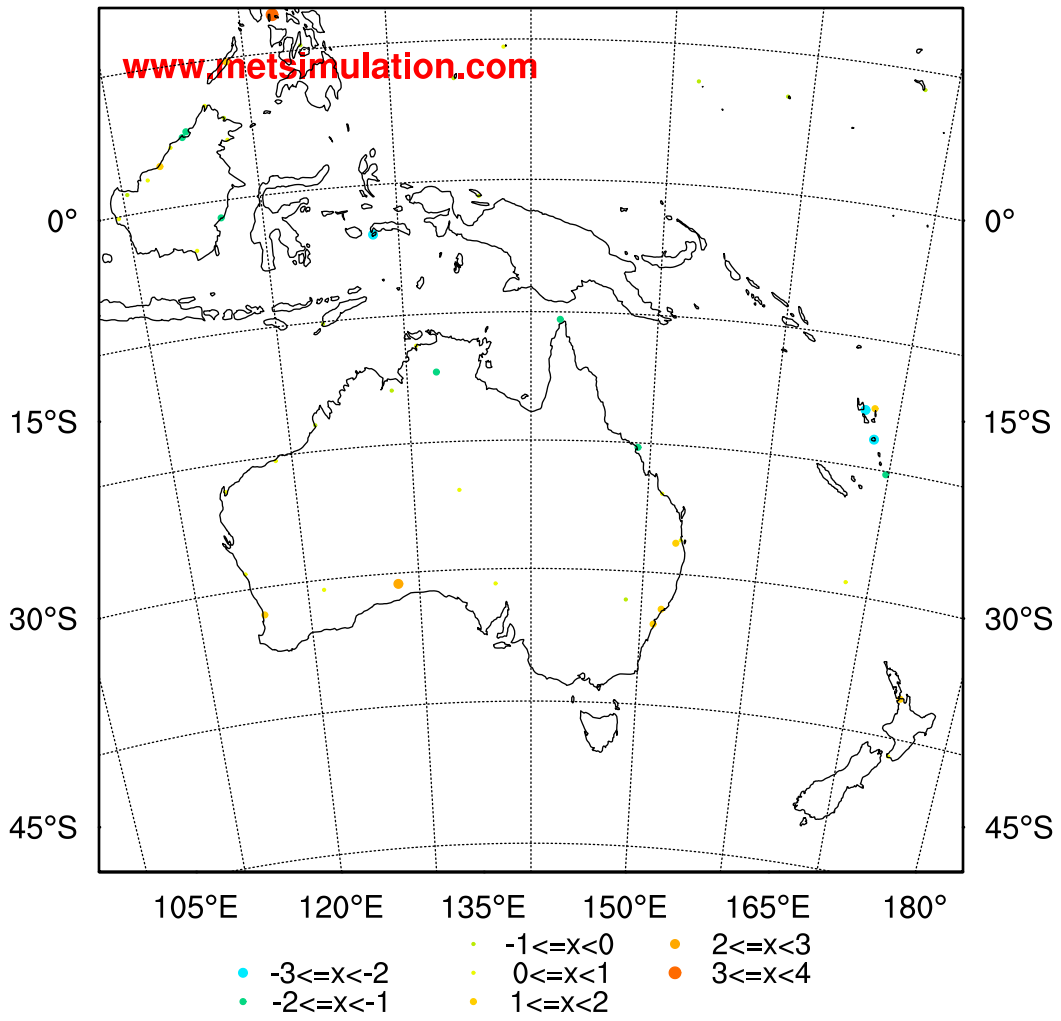 www.metsimulation.com
0° 0°
15°S 15°S
30°S 30°S
45°S 45°S
105°E 120°E 135°E 150°E 165°E 180°
-1<=x<0 2<=x<3
-3<=x<-2 0<=x<1 3<=x<4
-2<=x<-1 1<=x<2